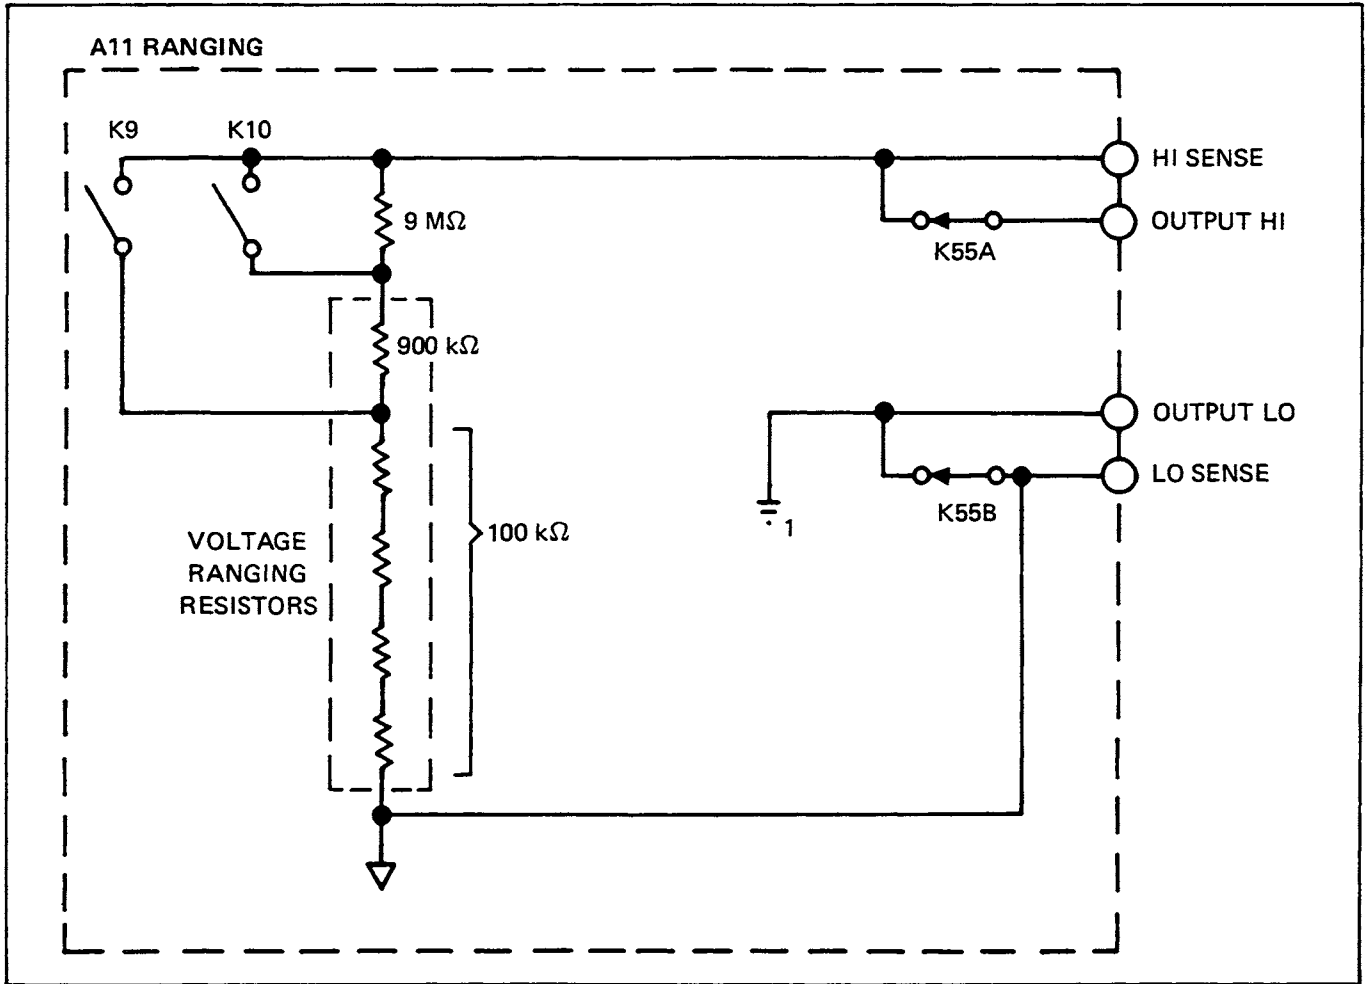 A11 RANGING
K9
K10
HI SENSE
9 MΩ
OUTPUT HI
K55A
900 kΩ
OUTPUT LO
LO SENSE
K55B
1
100 kΩ
VOLTAGE
RANGING
RESISTORS